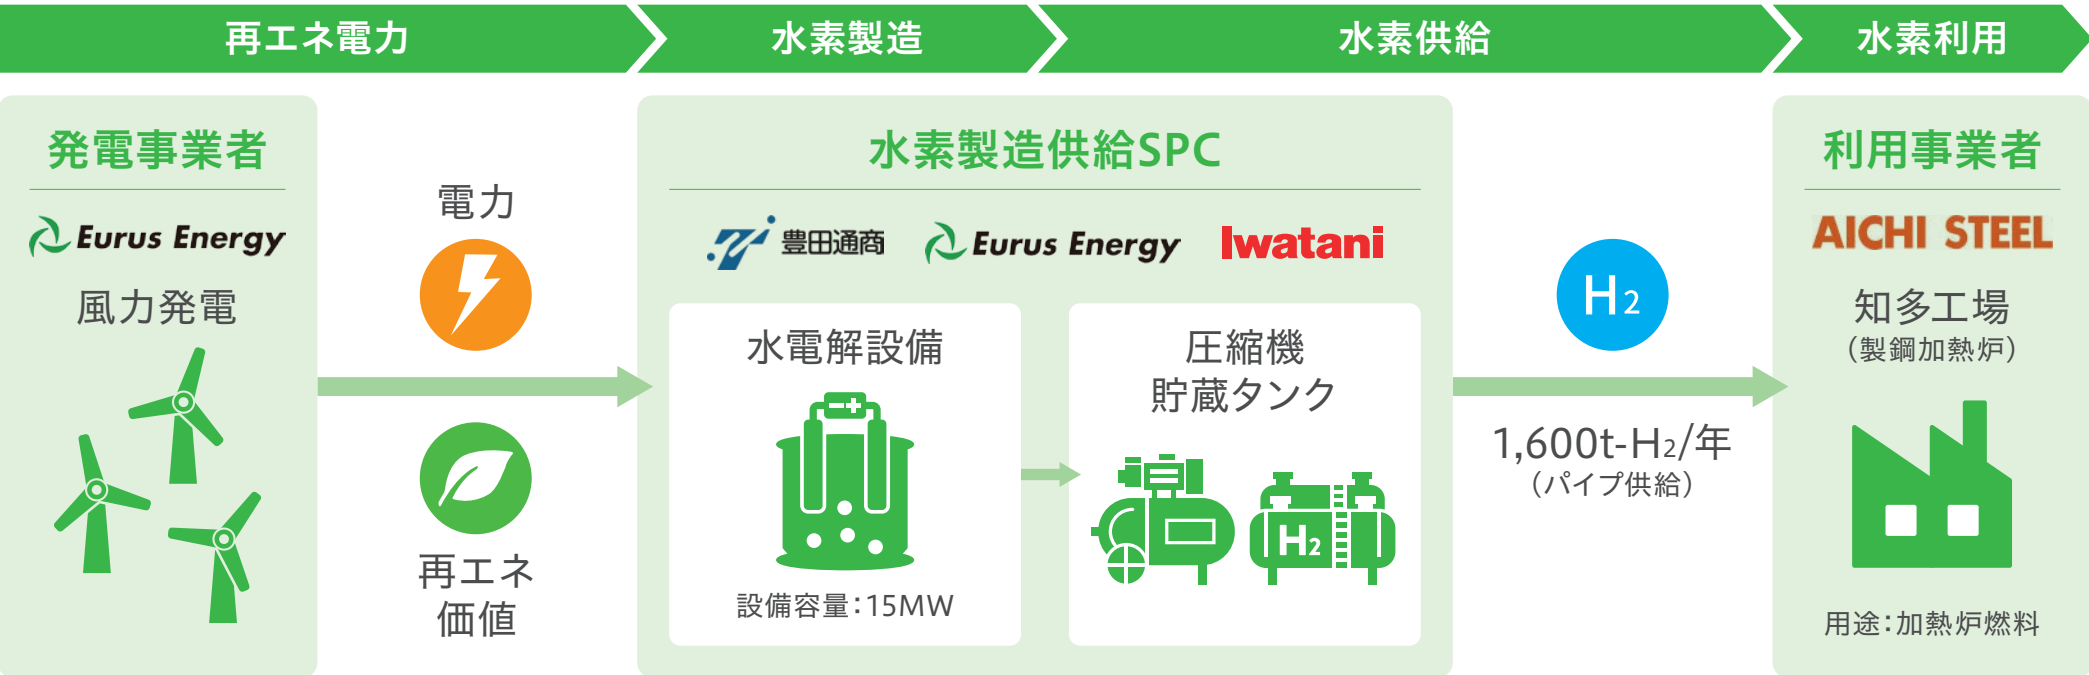 再エネ電力
水素製造
水素供給
水素利用
発電事業者
Eurus Energy
風力発電
電力
再エネ
価値
水素製造供給SPC
豊田通商
Eurus Energy
Iwatani
水電解設備
設備容量：15MW
圧縮機
貯蔵タンク
H2
H2
1,600t-H2/年
（パイプ供給）
利用事業者
AICHI STEEL
知多工場
（製鋼加熱炉）
用途：加熱炉燃料